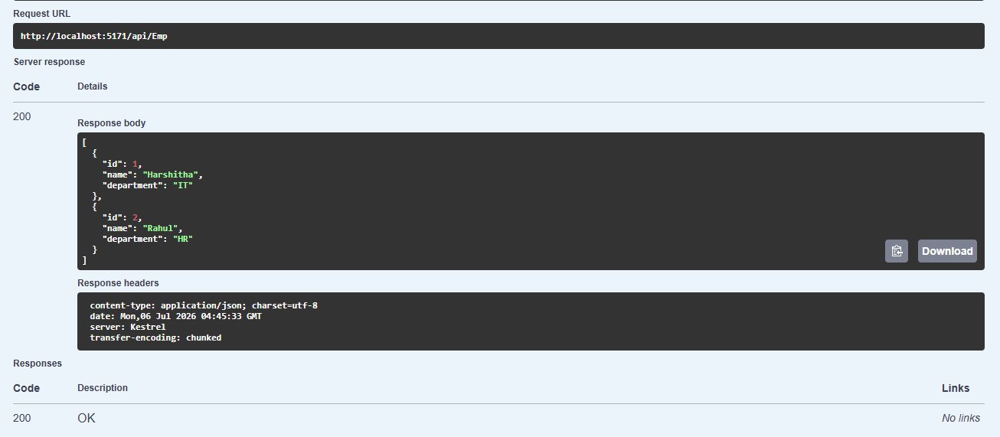 Request URL
http://localhost:5171/api/Emp
Server response
Code Details
200
Response body
[
  {
    "id": 1,
    "name": "Harshitha",
    "department": "IT"
  },
  {
    "id": 2,
    "name": "Rahul",
    "department": "HR"
  }
]
Download
Response headers
content-type: application/json; charset=utf-8
date: Mon,06 Jul 2026 04:45:33 GMT
server: Kestrel
transfer-encoding: chunked
Responses
Code Description Links
200 OK No links